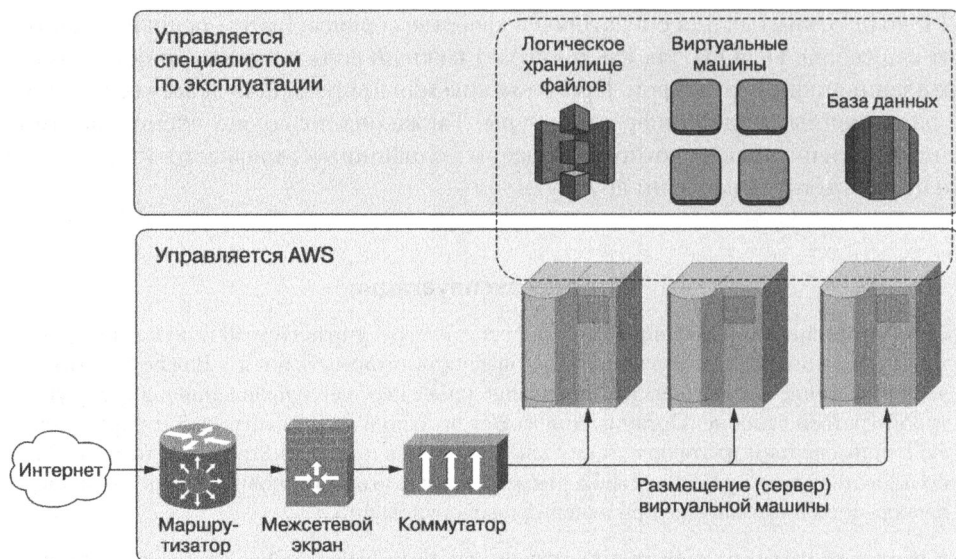 Управляется
специалистом
по эксплуатации
Логическое
хранилище
файлов
Виртуальные
машины
База данных
Управляется AWS
Интернет
Маршру-
тизатор
Межсетевой
экран
Коммутатор
Размещение (сервер)
виртуальной машины